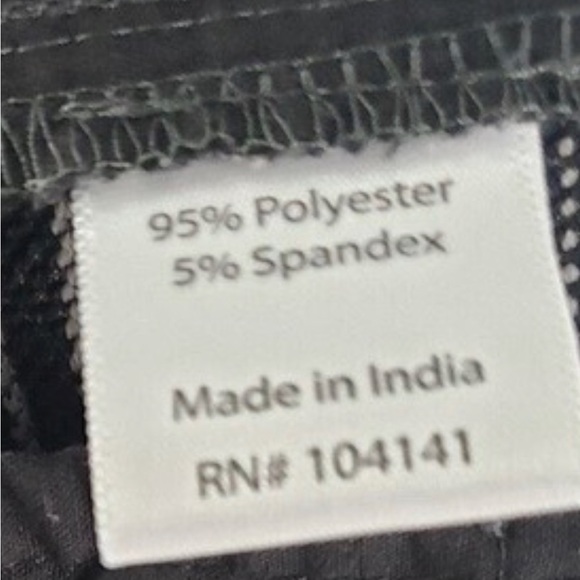 95% Polyester
5% Spandex
Made in India
RN# 104141